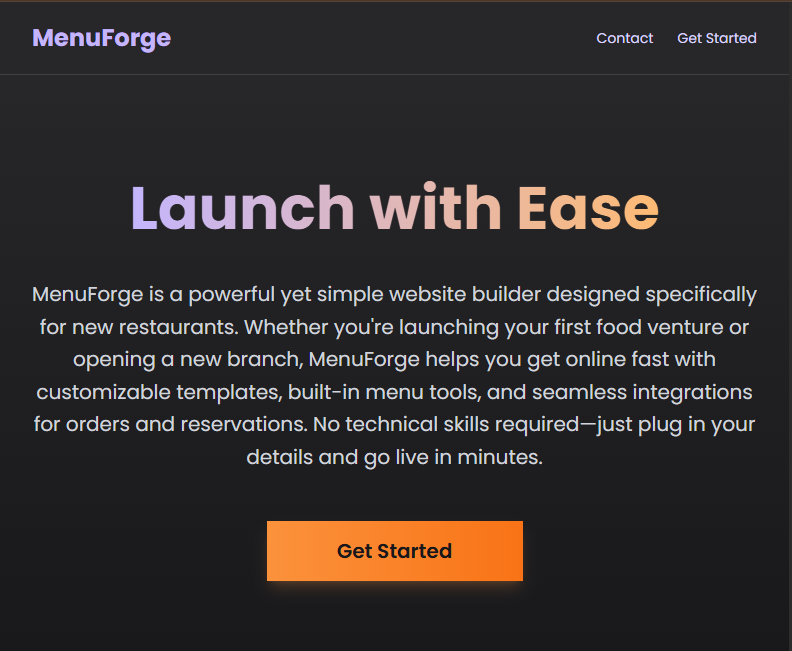 MenuForge
Contact
Get Started
Launch with Ease
MenuForge is a powerful yet simple website builder designed specifically
for new restaurants. Whether you're launching your first food venture or
opening a new branch, MenuForge helps you get online fast with
customizable templates, built-in menu tools, and seamless integrations
for orders and reservations. No technical skills required—just plug in your
details and go live in minutes.
Get Started